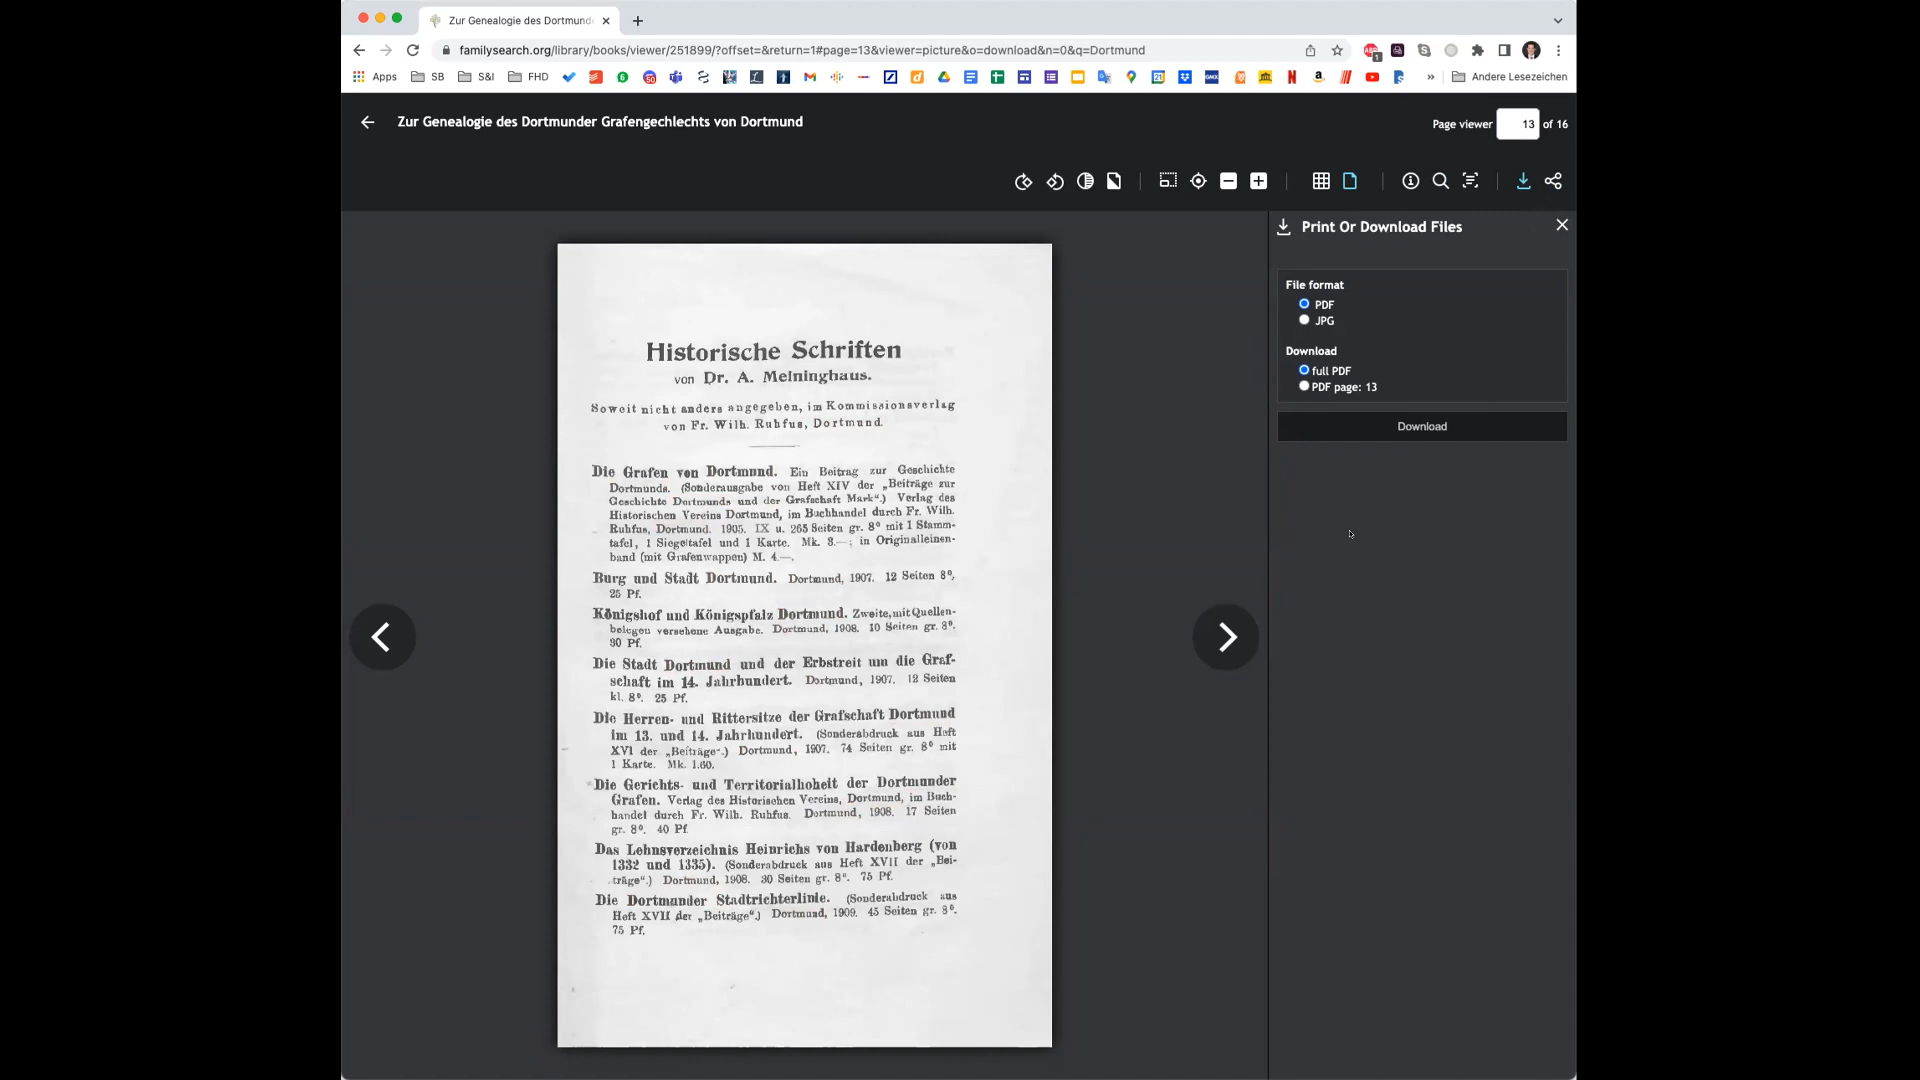 Zur Genealogie des Dortmund
familysearch.org/library/books/viewer/251899/?offset=&return=1#page=13&viewer=picture&o=download&n=0&q=Dortmund
Apps SB S&I FHD Andere Lesezeichen
Zur Genealogie des Dortmunder Grafengechlechts von Dortmund
Page viewer 13 of 16
Print Or Download Files
File format
PDF
JPG
Download
full PDF
PDF page: 13
Download
Historische Schriften
von Dr. A. Meininghaus.
Soweit nicht anders angegeben, im Kommissionsverlag
von Fr. Wilh. Ruhfus, Dortmund.
Die Grafen von Dortmund. Ein Beitrag zur Geschichte
Dortmunds. (Sonderausgabe von Heft XIV der „Beiträge zur
Geschichte Dortmunds und der Grafschaft Mark“.) Verlag des
Historischen Vereins Dortmund, im Buchhandel durch Fr. Wilh.
Ruhfus, Dortmund. 1905. IX u. 265 Seiten gr. 8° mit 1 Stamm-
tafel, 1 Siegeltafel und 1 Karte. Mk. 3.—; in Originalleinen-
band (mit Grafenwappen) M. 4.—.
Burg und Stadt Dortmund. Dortmund, 1907. 12 Seiten 8°,
25 Pf.
Königshof und Königspfalz Dortmund. Zweite, mit Quellen-
belegen versehene Ausgabe. Dortmund, 1908. 10 Seiten gr. 8°.
30 Pf.
Die Stadt Dortmund und der Erbstreit um die Graf-
schaft im 14. Jahrhundert. Dortmund, 1907. 12 Seiten
kl. 8°. 25 Pf.
Die Herren- und Rittersitze der Grafschaft Dortmund
im 13. und 14. Jahrhundert. (Sonderabdruck aus Heft
XVI der „Beiträge“.) Dortmund, 1907. 74 Seiten gr. 8° mit
1 Karte. Mk. 1.60.
Die Gerichts- und Territorialhoheit der Dortmunder
Grafen. Verlag des Historischen Vereins, Dortmund, im Buch-
handel durch Fr. Wilh. Ruhfus. Dortmund, 1908. 17 Seiten
gr. 8°. 40 Pf.
Das Lehnsverzeichnis Heinrichs von Hardenberg (von
1332 und 1335). (Sonderabdruck aus Heft XVII der „Bei-
träge“.) Dortmund, 1908. 30 Seiten gr. 8°. 75 Pf.
Die Dortmunder Stadtrichterlinie. (Sonderabdruck aus
Heft XVII der „Beiträge“.) Dortmund, 1909. 45 Seiten gr. 8°.
75 Pf.